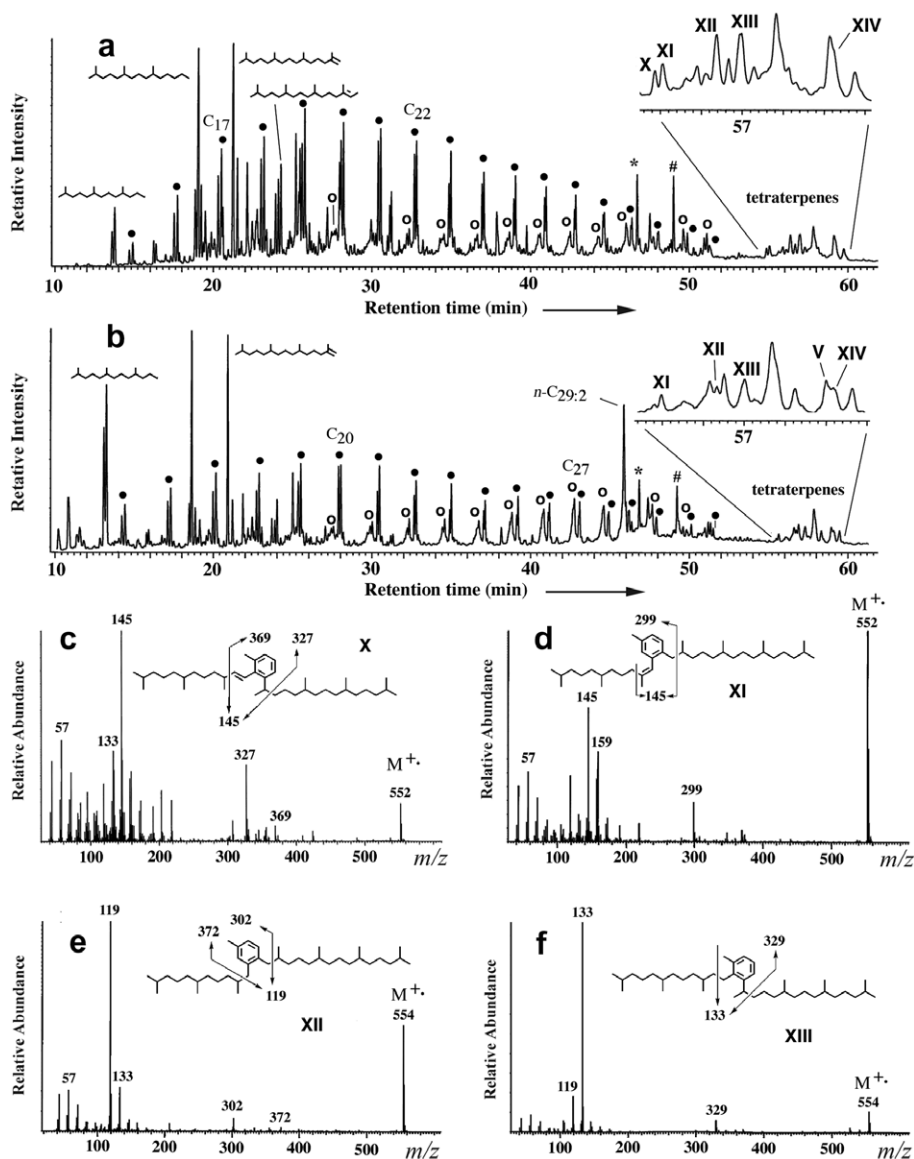 a
Retative Intensity
C17
C22
*
#
tetraterpenes
X
XI
XII
XIII
XIV
57
10
20
30
40
50
60
Retention time (min)
b
Relative Intensity
C20
C27
n-C29:2
*
#
tetraterpenes
XI
XII
XIII
V
XIV
57
10
20
30
40
50
60
Retention time (min)
c
Relative Abundance
145
369
327
X
145
57
133
327
369
M+·
552
100
200
300
400
500
m/z
d
Relative Abundance
299
145
XI
145
159
57
299
M+·
552
100
200
300
400
500
m/z
e
Relative Abundance
119
302
372
119
XII
57
133
302
372
M+·
554
100
200
300
400
500
m/z
f
Relative Abundance
133
329
133
XIII
119
329
M+·
554
100
200
300
400
500
m/z